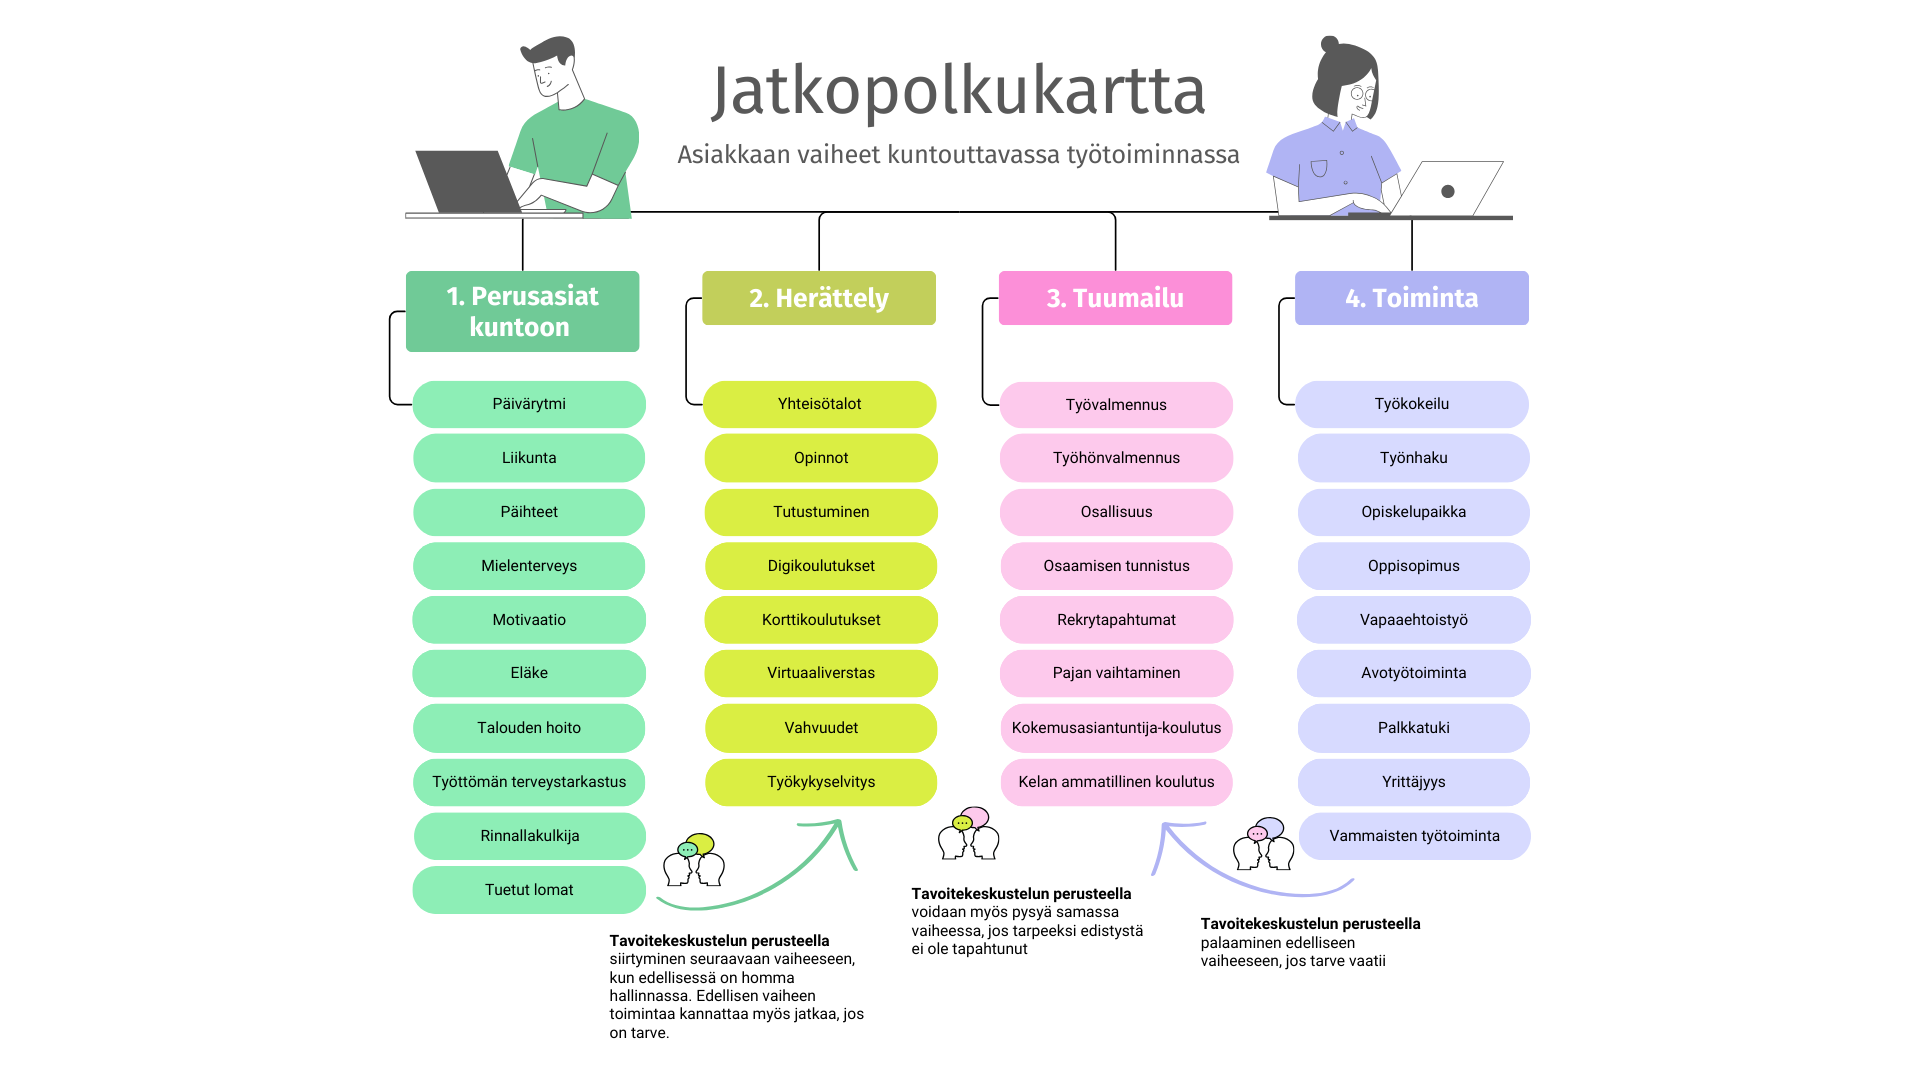 Jatkopolkukartta
Asiakkaan vaiheet kuntouttavassa työtoiminnassa
1. Perusasiat
kuntoon
Päivärytmi
Liikunta
Päihteet
Mielenterveys
Motivaatio
Eläke
Talouden hoito
Työttömän terveystarkastus
Rinnallakulkija
Tuetut lomat
2. Herättely
Yhteisötalot
Opinnot
Tutustuminen
Digikoulutukset
Korttikoulutukset
Virtuaaliverstas
Vahvuudet
Työkykyselvitys
3. Tuumailu
Työvalmennus
Työhönvalmennus
Osallisuus
Osaamisen tunnistus
Rekrytapahtumat
Pajan vaihtaminen
Kokemusasiantuntija-koulutus
Kelan ammatillinen koulutus
4. Toiminta
Työkokeilu
Työnhaku
Opiskelupaikka
Oppisopimus
Vapaaehtoistyö
Avotyötoiminta
Palkkatuki
Yrittäjyys
Vammaisten työtoiminta
Tavoitekeskustelun perusteella
siirtyminen seuraavaan vaiheeseen,
kun edellisessä on homma
hallinnassa. Edellisen vaiheen
toimintaa kannattaa myös jatkaa, jos
on tarve.
Tavoitekeskustelun perusteella
voidaan myös pysyä samassa
vaiheessa, jos tarpeeksi edistystä
ei ole tapahtunut
Tavoitekeskustelun perusteella
palaaminen edelliseen
vaiheeseen, jos tarve vaatii